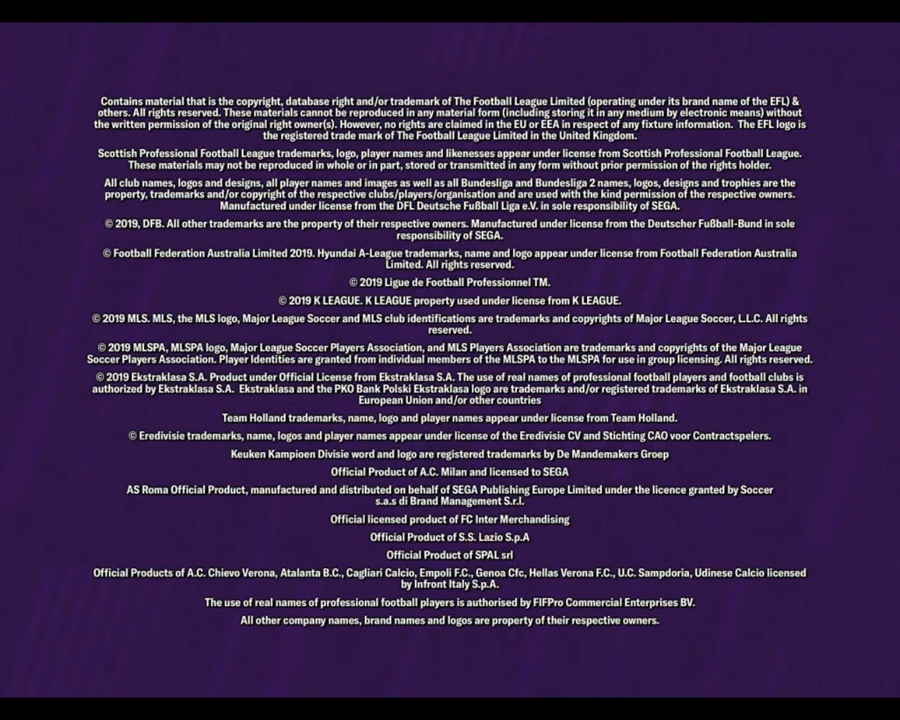 Contains material that is the copyright, database right and/or trademark of The Football League Limited (operating under its brand name of the EFL) &
others. All rights reserved. These materials cannot be reproduced in any material form (including storing it in any medium by electronic means) without
the written permission of the original right owner(s). However, no rights are claimed in the EU or EEA in respect of any fixture information. The EFL logo is
the registered trade mark of The Football League Limited in the United Kingdom.
Scottish Professional Football League trademarks, logo, player names and likenesses appear under license from Scottish Professional Football League.
These materials may not be reproduced in whole or in part, stored or transmitted in any form without prior permission of the rights holder.
All club names, logos and designs, all player names and images as well as all Bundesliga and Bundesliga 2 names, logos, designs and trophies are the
property, trademarks and/or copyright of the respective clubs/players/organisation and are used with the kind permission of the respective owners.
Manufactured under license from the DFL Deutsche Fußball Liga e.V. in sole responsibility of SEGA.
© 2019, DFB. All other trademarks are the property of their respective owners. Manufactured under license from the Deutscher Fußball-Bund in sole
responsibility of SEGA.
© Football Federation Australia Limited 2019. Hyundai A-League trademarks, name and logo appear under license from Football Federation Australia
Limited. All rights reserved.
© 2019 Ligue de Football Professionnel TM.
© 2019 K LEAGUE. K LEAGUE property used under license from K LEAGUE.
© 2019 MLS. MLS, the MLS logo, Major League Soccer and MLS club identifications are trademarks and copyrights of Major League Soccer, L.L.C. All rights
reserved.
© 2019 MLSPA, MLSPA logo, Major League Soccer Players Association, and MLS Players Association are trademarks and copyrights of the Major League
Soccer Players Association. Player Identities are granted from individual members of the MLSPA to the MLSPA for use in group licensing. All rights reserved.
© 2019 Ekstraklasa S.A. Product under Official License from Ekstraklasa S.A. The use of real names of professional football players and football clubs is
authorized by Ekstraklasa S.A. Ekstraklasa and the PKO Bank Polski Ekstraklasa logo are trademarks and/or registered trademarks of Ekstraklasa S.A. in
European Union and/or other countries
Team Holland trademarks, name, logo and player names appear under license from Team Holland.
© Eredivisie trademarks, name, logos and player names appear under license of the Eredivisie CV and Stichting CAO voor Contractspelers.
Keuken Kampioen Divisie word and logo are registered trademarks by De Mandemakers Groep
Official Product of A.C. Milan and licensed to SEGA
AS Roma Official Product, manufactured and distributed on behalf of SEGA Publishing Europe Limited under the licence granted by Soccer
s.a.s di Brand Management S.r.l.
Official licensed product of FC Inter Merchandising
Official Product of S.S. Lazio S.p.A
Official Product of SPAL srl
Official Products of A.C. Chievo Verona, Atalanta B.C., Cagliari Calcio, Empoli F.C., Genoa Cfc, Hellas Verona F.C., U.C. Sampdoria, Udinese Calcio licensed
by Infront Italy S.p.A.
The use of real names of professional football players is authorised by FIFPro Commercial Enterprises BV.
All other company names, brand names and logos are property of their respective owners.